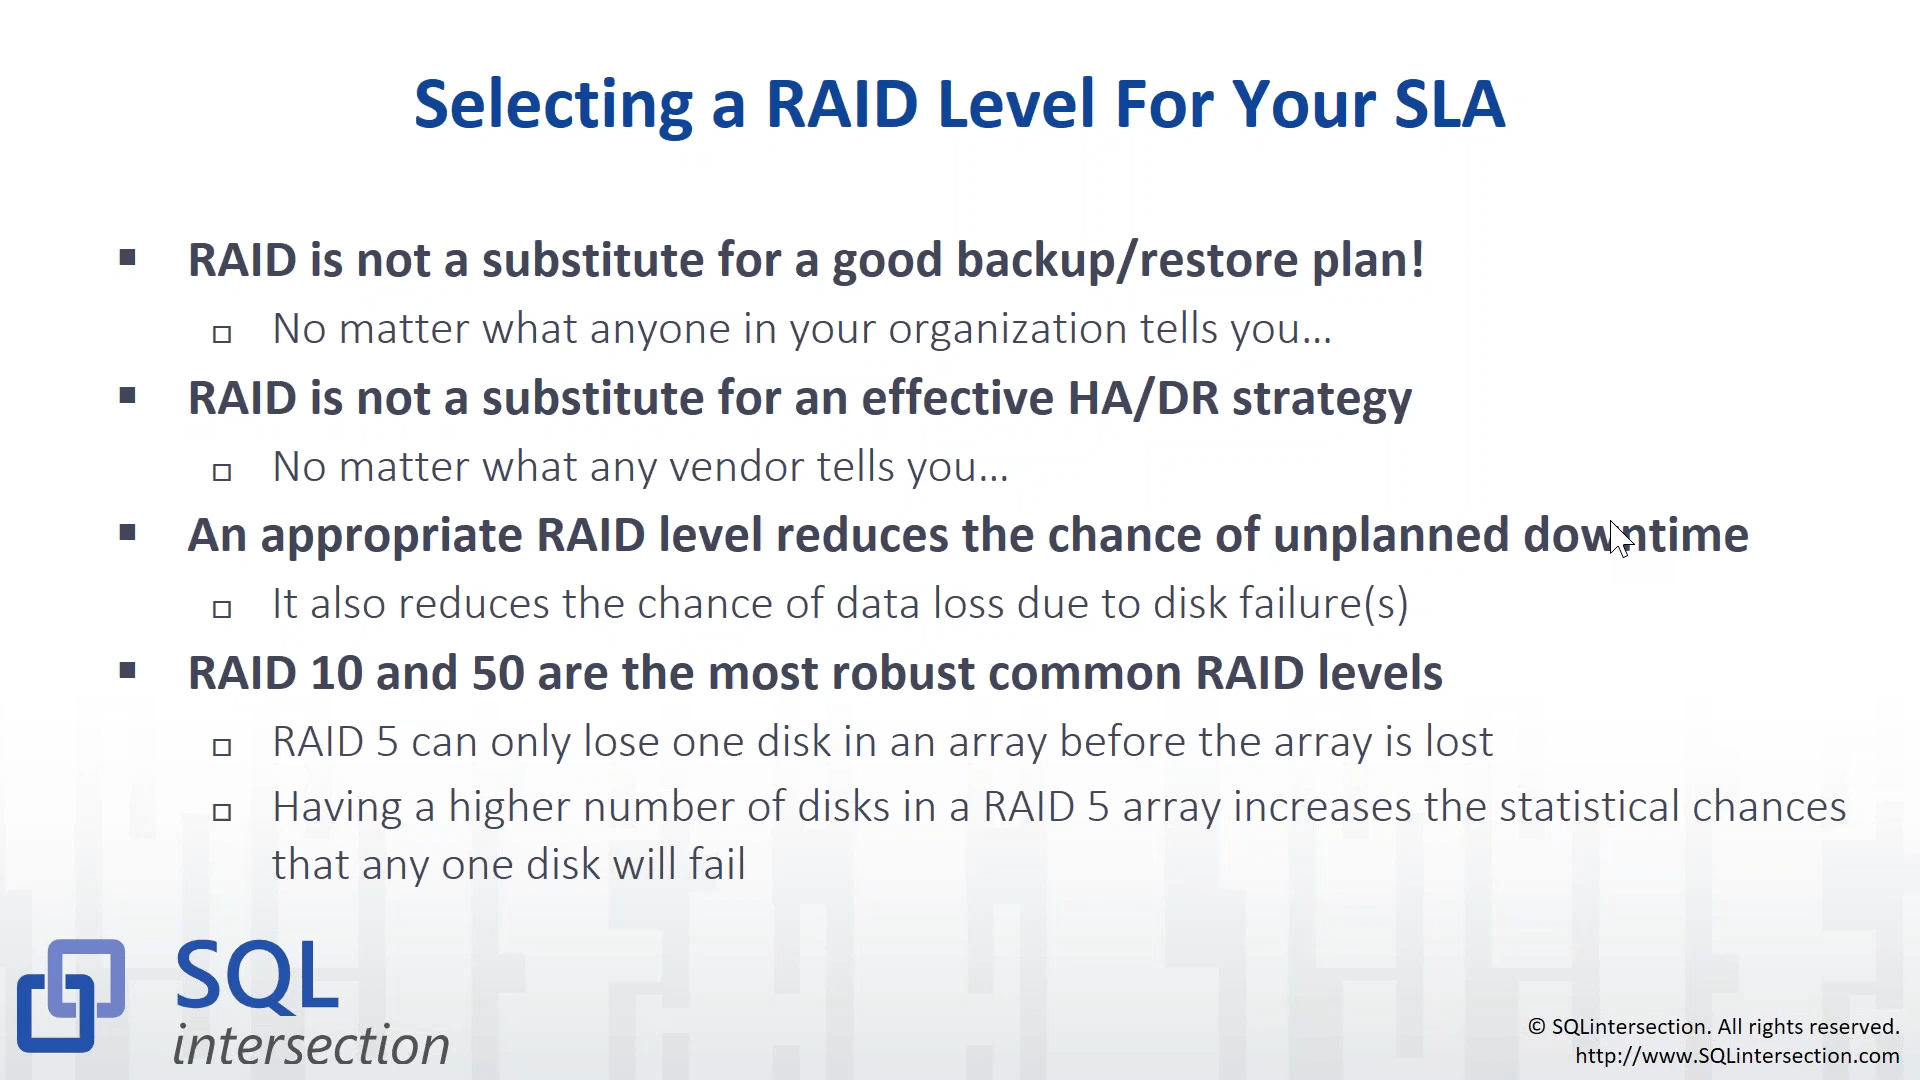 Selecting a RAID Level For Your SLA
RAID is not a substitute for a good backup/restore plan!
No matter what anyone in your organization tells you…
RAID is not a substitute for an effective HA/DR strategy
No matter what any vendor tells you…
An appropriate RAID level reduces the chance of unplanned downtime
It also reduces the chance of data loss due to disk failure(s)
RAID 10 and 50 are the most robust common RAID levels
RAID 5 can only lose one disk in an array before the array is lost
Having a higher number of disks in a RAID 5 array increases the statistical chances
that any one disk will fail
SQL
intersection
© SQLintersection. All rights reserved.
http://www.SQLintersection.com